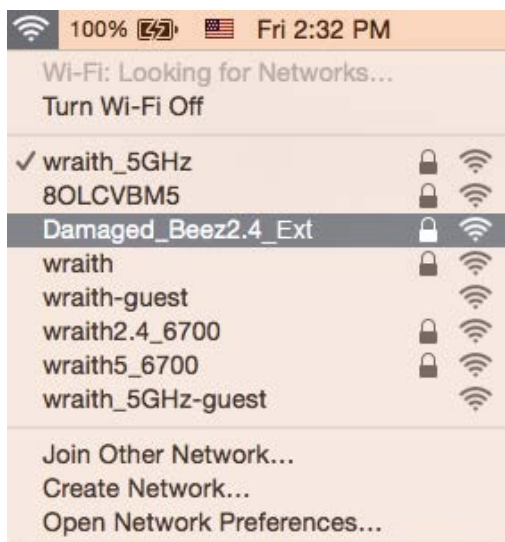 100% Fri 2:32 PM
Wi-Fi: Looking for Networks...
Turn Wi-Fi Off
✓ wraith_5GHz
8OLCVBM5
Damaged_Beez2.4_Ext
wraith
wraith-guest
wraith2.4_6700
wraith5_6700
wraith_5GHz-guest
Join Other Network...
Create Network...
Open Network Preferences...